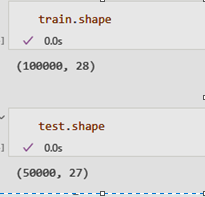 train.shape
0.0s
(100000, 28)
test.shape
0.0s
(50000, 27)